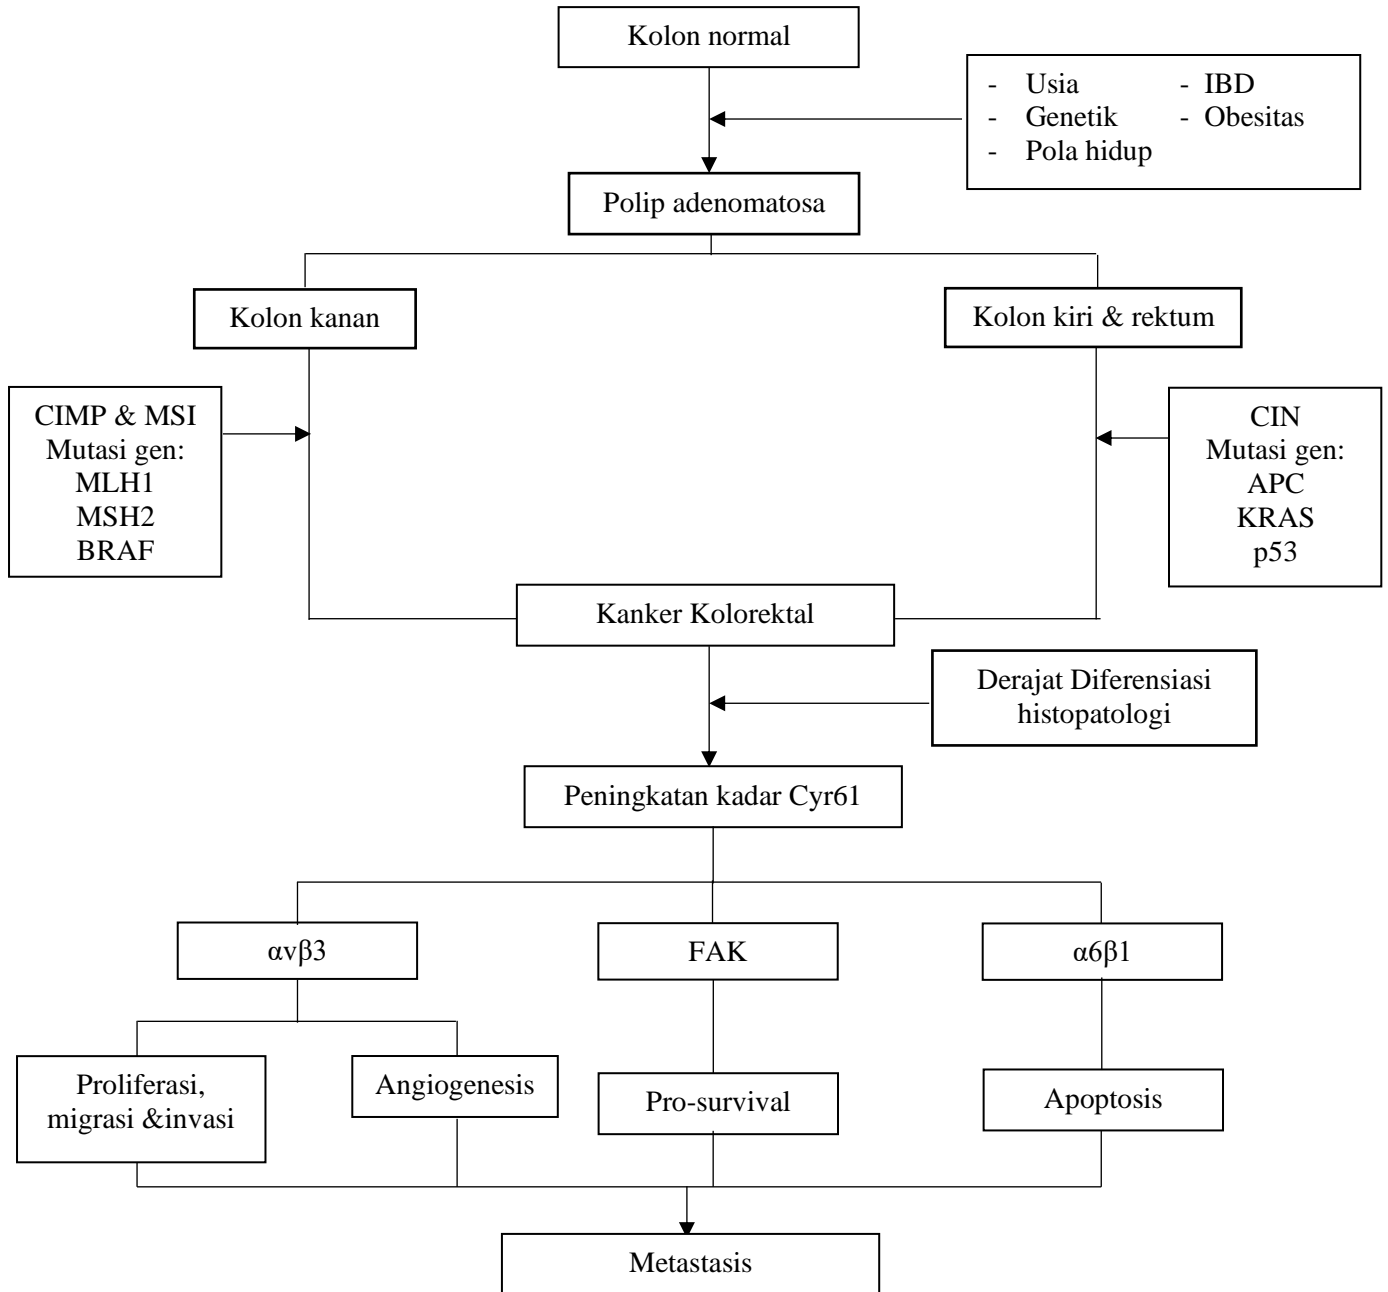 Kolon normal
- Usia - IBD
- Genetik - Obesitas
- Pola hidup
Polip adenomatosa
Kolon kanan
Kolon kiri & rektum
CIMP & MSI
Mutasi gen:
MLH1
MSH2
BRAF
CIN
Mutasi gen:
APC
KRAS
p53
Kanker Kolorektal
Derajat Diferensiasi
histopatologi
Peningkatan kadar Cyr61
αvβ3
FAK
α6β1
Proliferasi,
migrasi &invasi
Angiogenesis
Pro-survival
Apoptosis
Metastasis